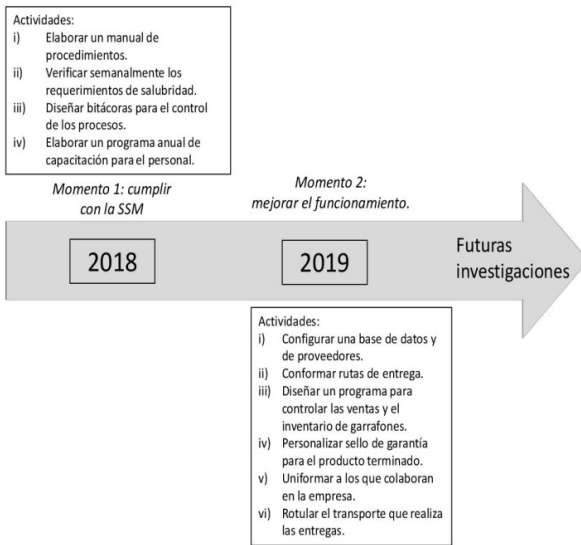 Actividades:
i) Elaborar un manual de
procedimientos.
ii) Verificar semanalmente los
requerimientos de salubridad.
iii) Diseñar bitácoras para el control
de los procesos.
iv) Elaborar un programa anual de
capacitación para el personal.
Momento 1: cumplir
con la SSM
Momento 2:
mejorar el funcionamiento.
2018
2019
Futuras
investigaciones
Actividades:
i) Configurar una base de datos y
de proveedores.
ii) Conformar rutas de entrega.
iii) Diseñar un programa para
controlar las ventas y el
inventario de garrafones.
iv) Personalizar sello de garantía
para el producto terminado.
v) Uniformar a los que colaboran
en la empresa.
vi) Rotular el transporte que realiza
las entregas.